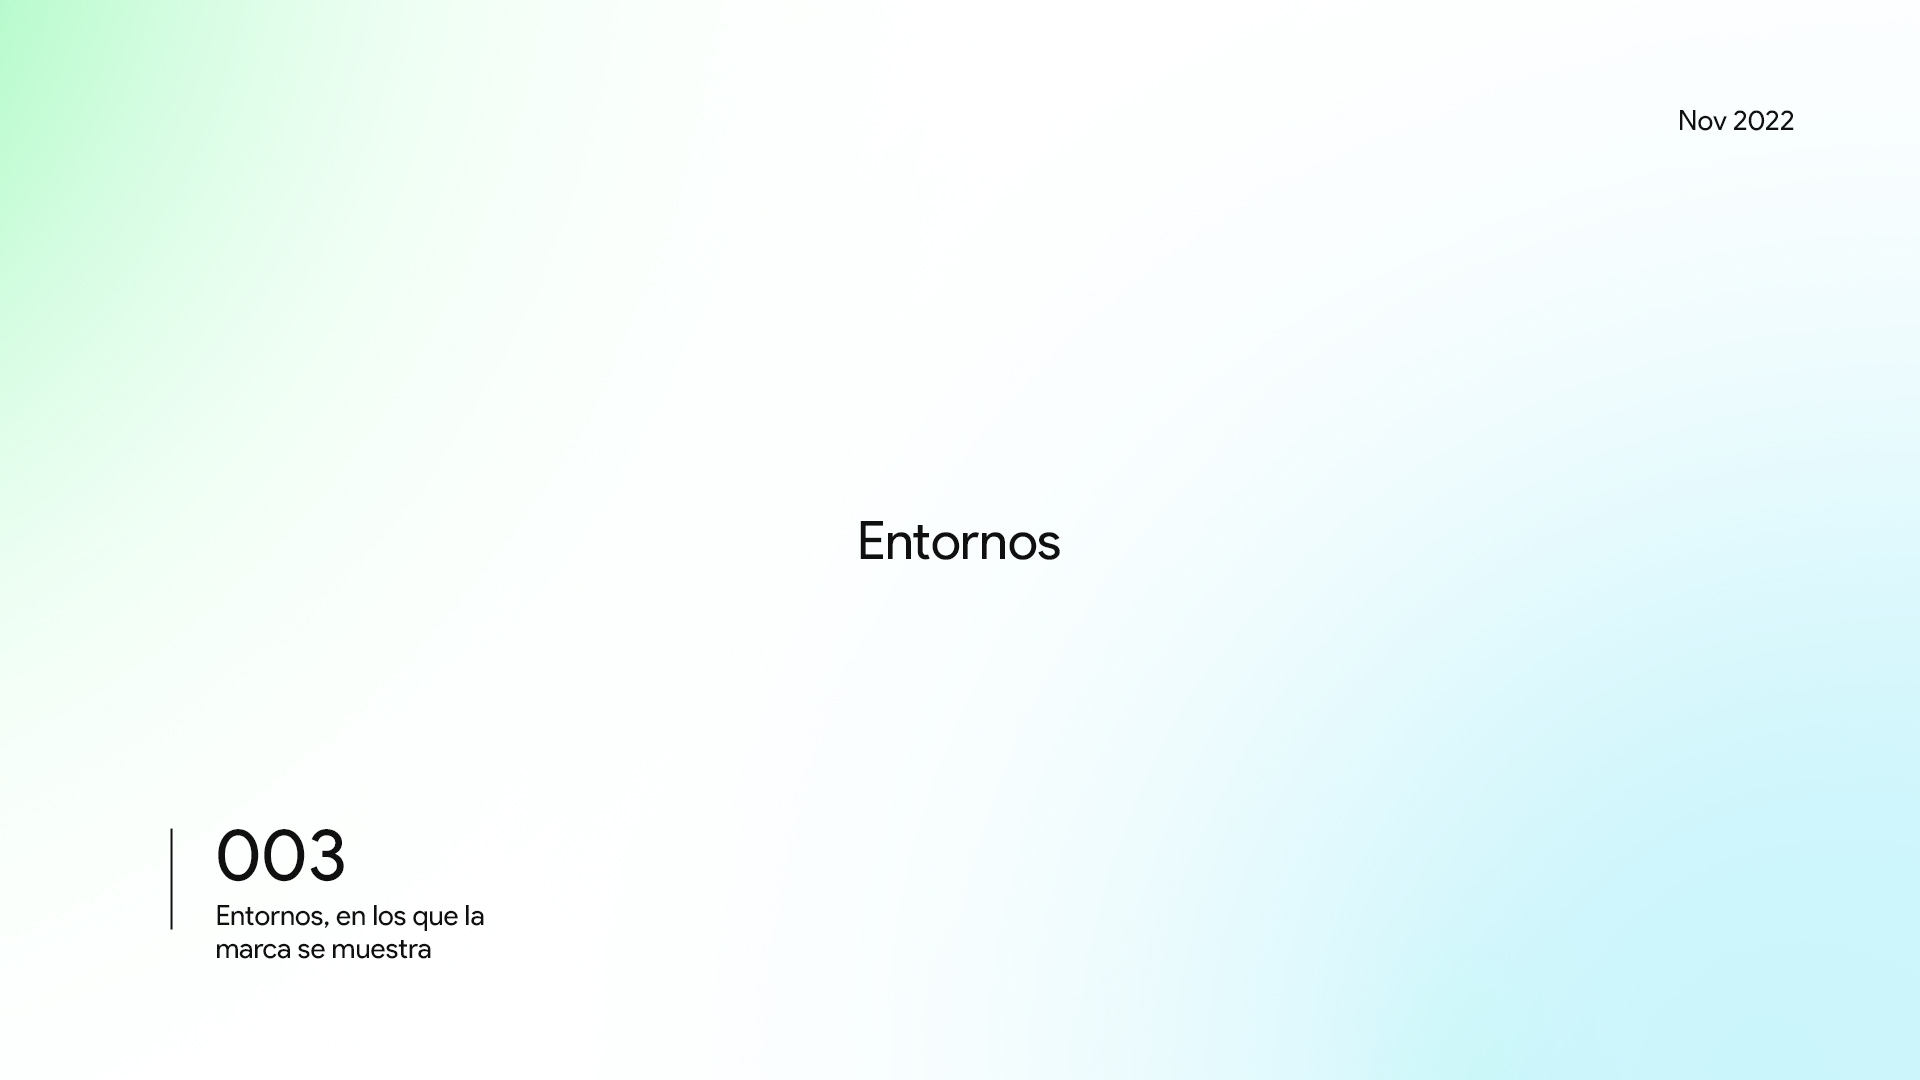 Nov 2022
Entornos
003
Entornos, en los que la
marca se muestra